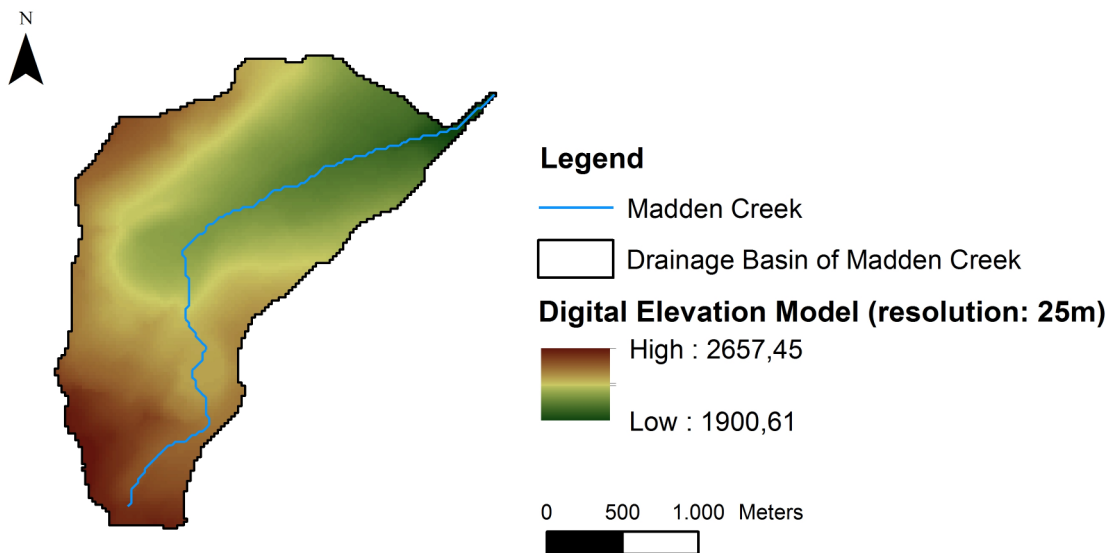 N
Legend
Madden Creek
Drainage Basin of Madden Creek
Digital Elevation Model (resolution: 25m)
High : 2657,45
Low : 1900,61
0 500 1.000 Meters